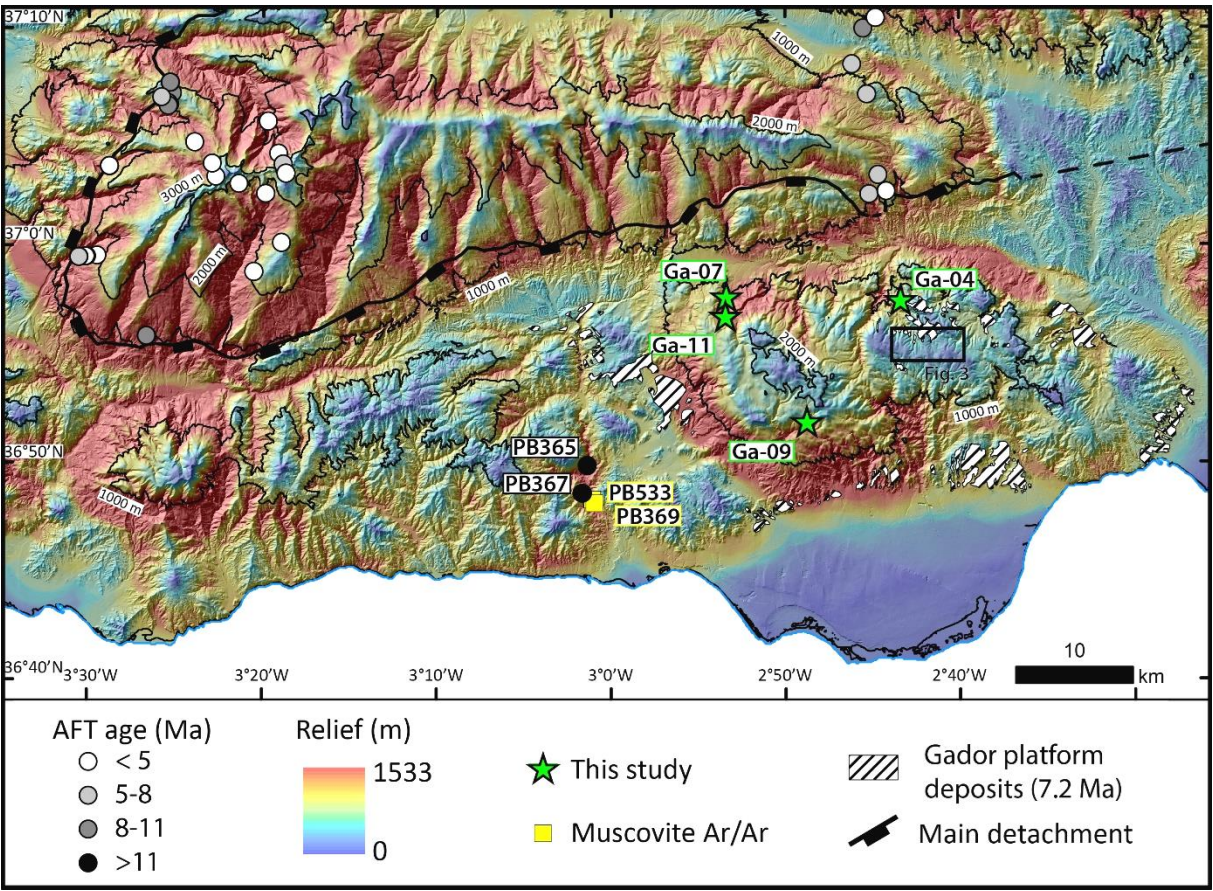 37°10'N
1000 m
2000 m
3000 m
37°0'N
2000 m
1000 m
Ga-07
Ga-04
Ga-11
2000 m
Fig. 3
1000 m
36°50'N
PB365
Ga-09
PB367
PB533
1000 m
PB369
36°40'N
3°30'W
3°20'W
3°10'W
3°0'W
2°50'W
2°40'W
10
km
AFT age (Ma)
< 5
5-8
8-11
>11
Relief (m)
1533
0
This study
Muscovite Ar/Ar
Gador platform
deposits (7.2 Ma)
Main detachment